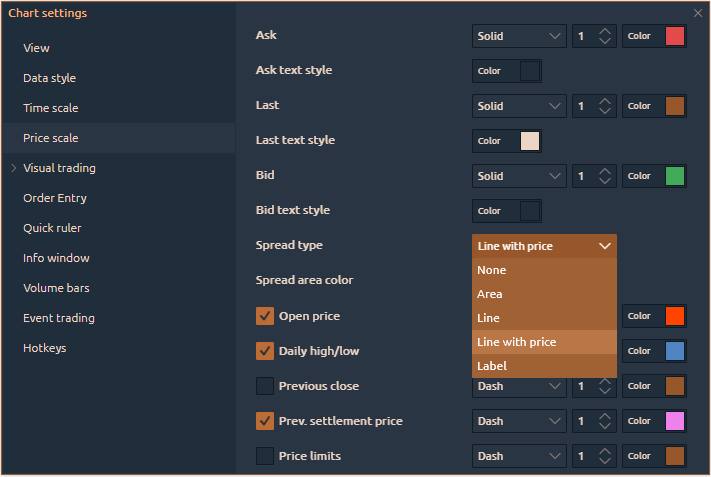 Chart settings
View
Data style
Time scale
Price scale
Visual trading
Order Entry
Quick ruler
Info window
Volume bars
Event trading
Hotkeys
Ask Solid 1 Color
Ask text style Color
Last Solid 1 Color
Last text style Color
Bid Solid 1 Color
Bid text style Color
Spread type Line with price
None
Area
Line
Line with price
Label
Spread area color
Open price Color
Daily high/low Color
Previous close Dash 1 Color
Prev. settlement price Dash 1 Color
Price limits Dash 1 Color